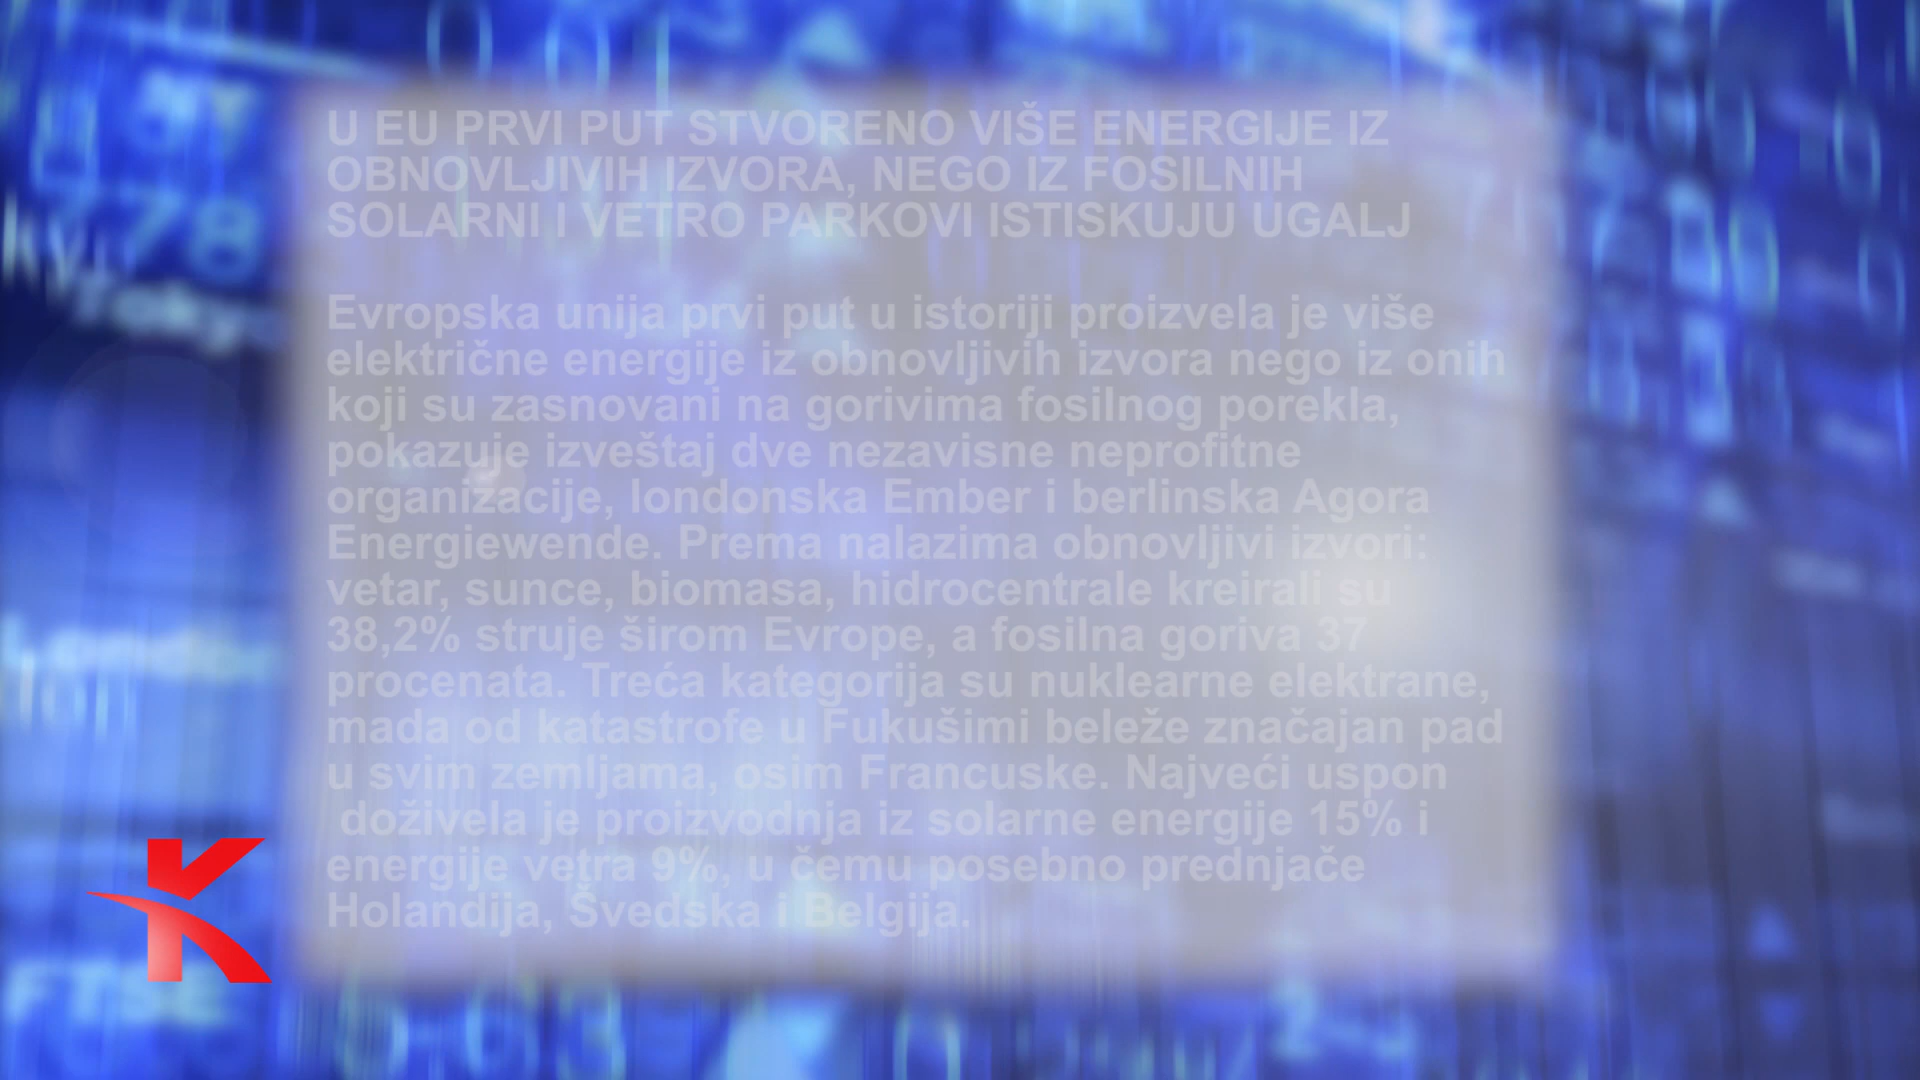 U EU PRVI PUT STVORENO VIŠE ENERGIJE IZ
OBNOVLJIVIH IZVORA, NEGO IZ FOSILNIH
SOLARNI I VETRO PARKOVI ISTISKUJU UGALJ
Evropska unija prvi put u istoriji proizvela je više
električne energije iz obnovljivih izvora nego iz onih
koji su zasnovani na gorivima fosilnog porekla,
pokazuje izveštaj dve nezavisne neprofitne
organizacije, londonska Ember i berlinska Agora
Energiewende. Prema nalazima obnovljivi izvori:
vetar, sunce, biomasa, hidrocentrale kreirali su
38,2% struje širom Evrope, a fosilna goriva 37
procenata. Treća kategorija su nuklearne elektrane,
mada od katastrofe u Fukušimi beleže značajan pad
u svim zemljama, osim Francuske. Najveći uspon
doživela je proizvodnja iz solarne energije 15% i
energije vetra 9%, u čemu posebno prednjače
Holandija, Švedska i Belgija.
778
FTSE
K